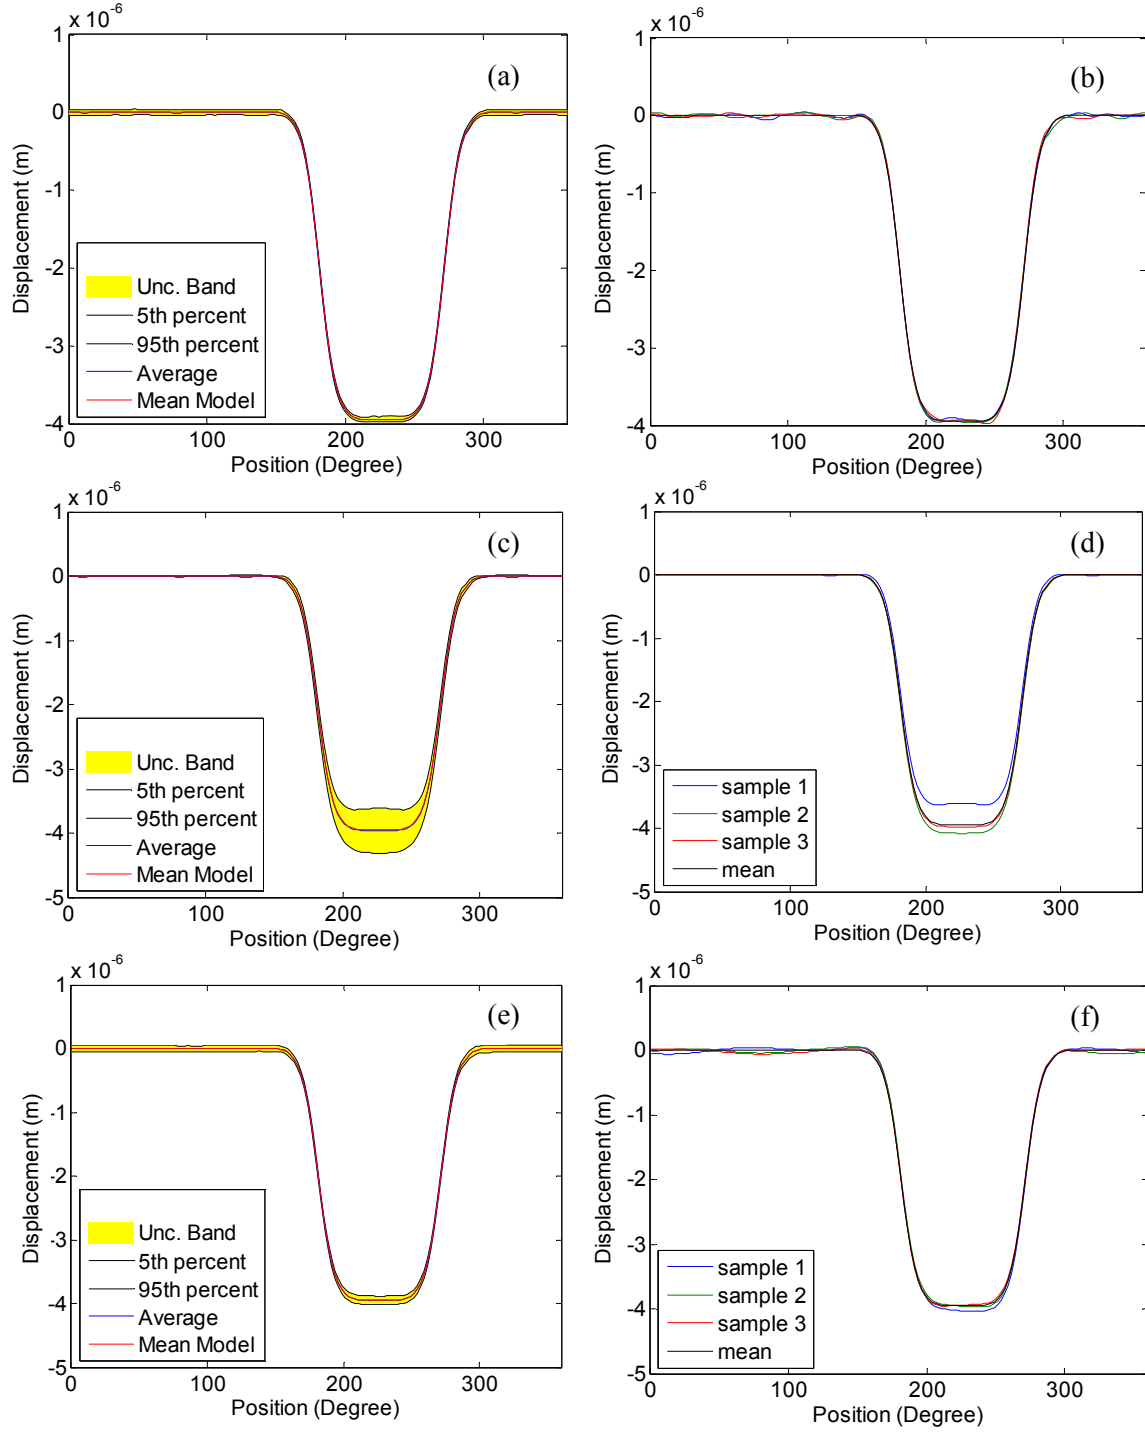 x 10^-6
1
0
-1
-2
-3
-4
0 100 200 300
Displacement (m)
Position (Degree)
(a)
Unc. Band
5th percent
95th percent
Average
Mean Model
x 10^-6
1
0
-1
-2
-3
-4
0 100 200 300
Displacement (m)
Position (Degree)
(b)
x 10^-6
1
0
-1
-2
-3
-4
-5
0 100 200 300
Displacement (m)
Position (Degree)
(c)
Unc. Band
5th percent
95th percent
Average
Mean Model
x 10^-6
1
0
-1
-2
-3
-4
-5
0 100 200 300
Displacement (m)
Position (Degree)
(d)
sample 1
sample 2
sample 3
mean
x 10^-6
1
0
-1
-2
-3
-4
-5
0 100 200 300
Displacement (m)
Position (Degree)
(e)
Unc. Band
5th percent
95th percent
Average
Mean Model
x 10^-6
1
0
-1
-2
-3
-4
-5
0 100 200 300
Displacement (m)
Position (Degree)
(f)
sample 1
sample 2
sample 3
mean